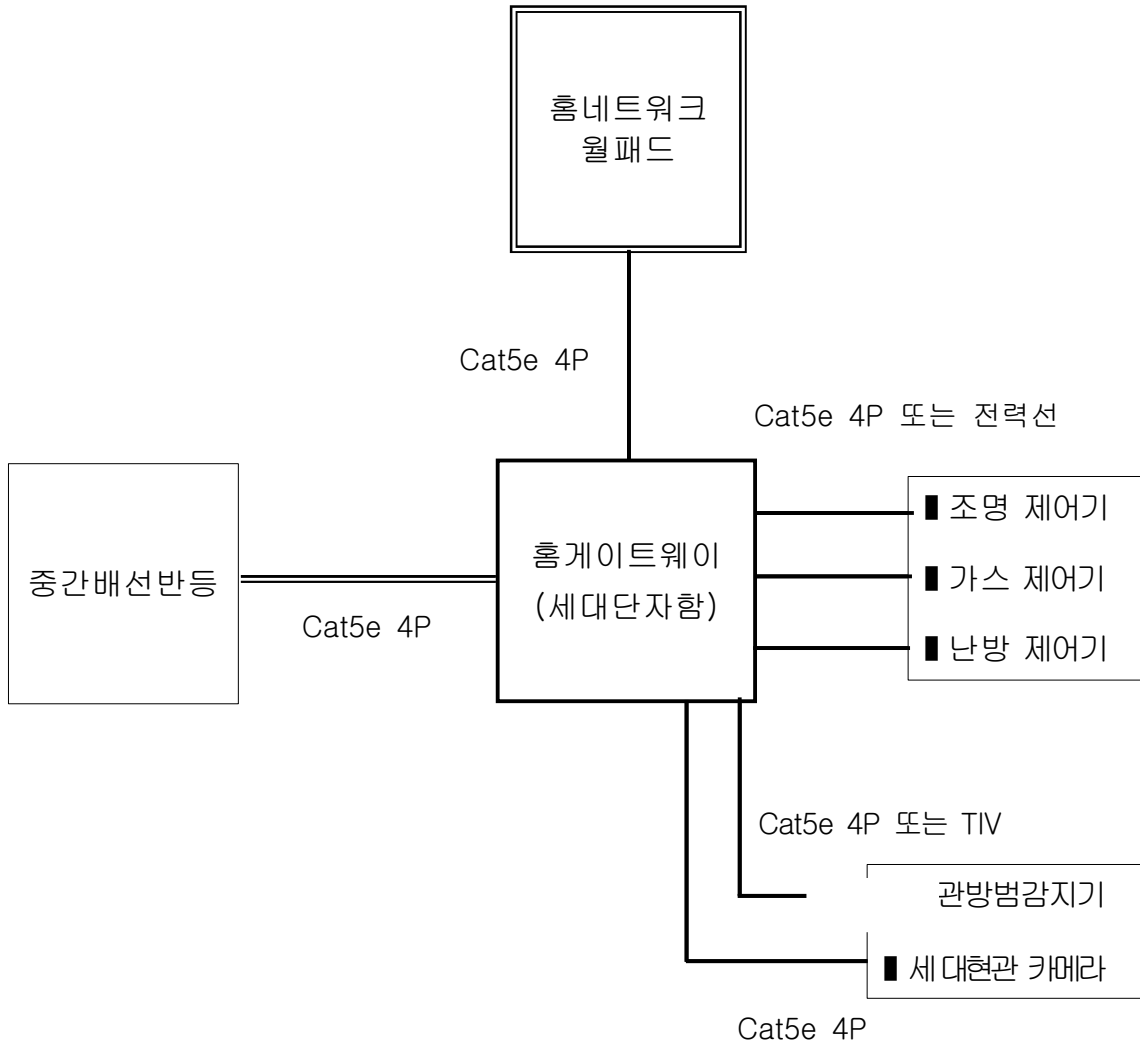 홈네트워크
월패드
Cat5e 4P
Cat5e 4P 또는 전력선
중간배선반등
Cat5e 4P
홈게이트웨이
(세대단자함)
■ 조명 제어기
■ 가스 제어기
■ 난방 제어기
Cat5e 4P 또는 TIV
관방범감지기
■ 세대현관 카메라
Cat5e 4P